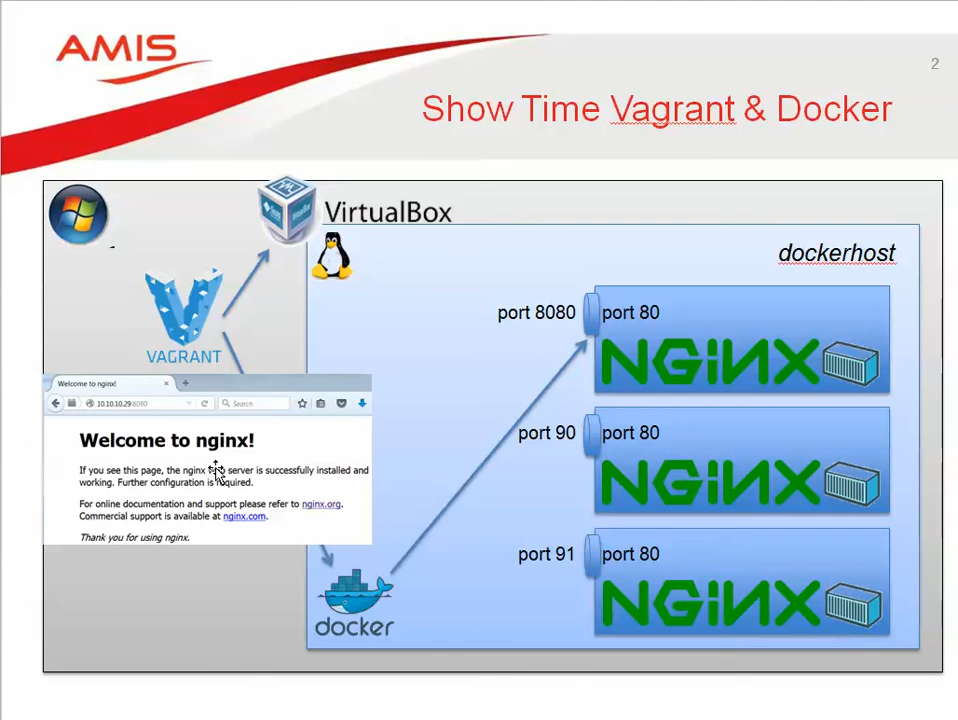 AMIS
2
Show Time Vagrant & Docker
VirtualBox
dockerhost
port 8080
port 80
NGiNX
VAGRANT
Welcome to nginx!
10.10.10.29:8080
Search
Welcome to nginx!
If you see this page, the nginx server is successfully installed and
working. Further configuration is required.
For online documentation and support please refer to nginx.org.
Commercial support is available at nginx.com.
Thank you for using nginx.
port 90
port 80
NGiNX
port 91
port 80
NGiNX
docker